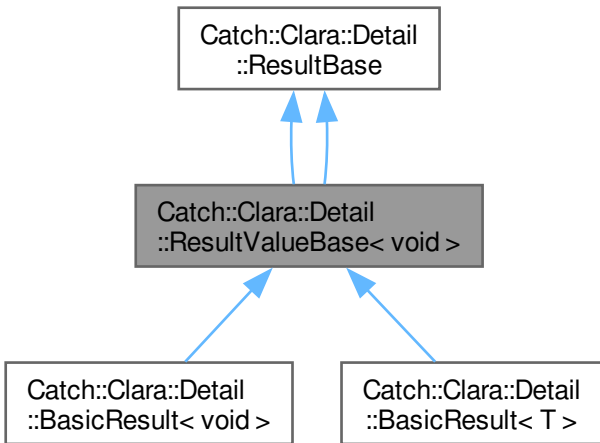 Catch::Clara::Detail
::ResultBase
Catch::Clara::Detail
::ResultValueBase< void >
Catch::Clara::Detail
::BasicResult< void >
Catch::Clara::Detail
::BasicResult< T >